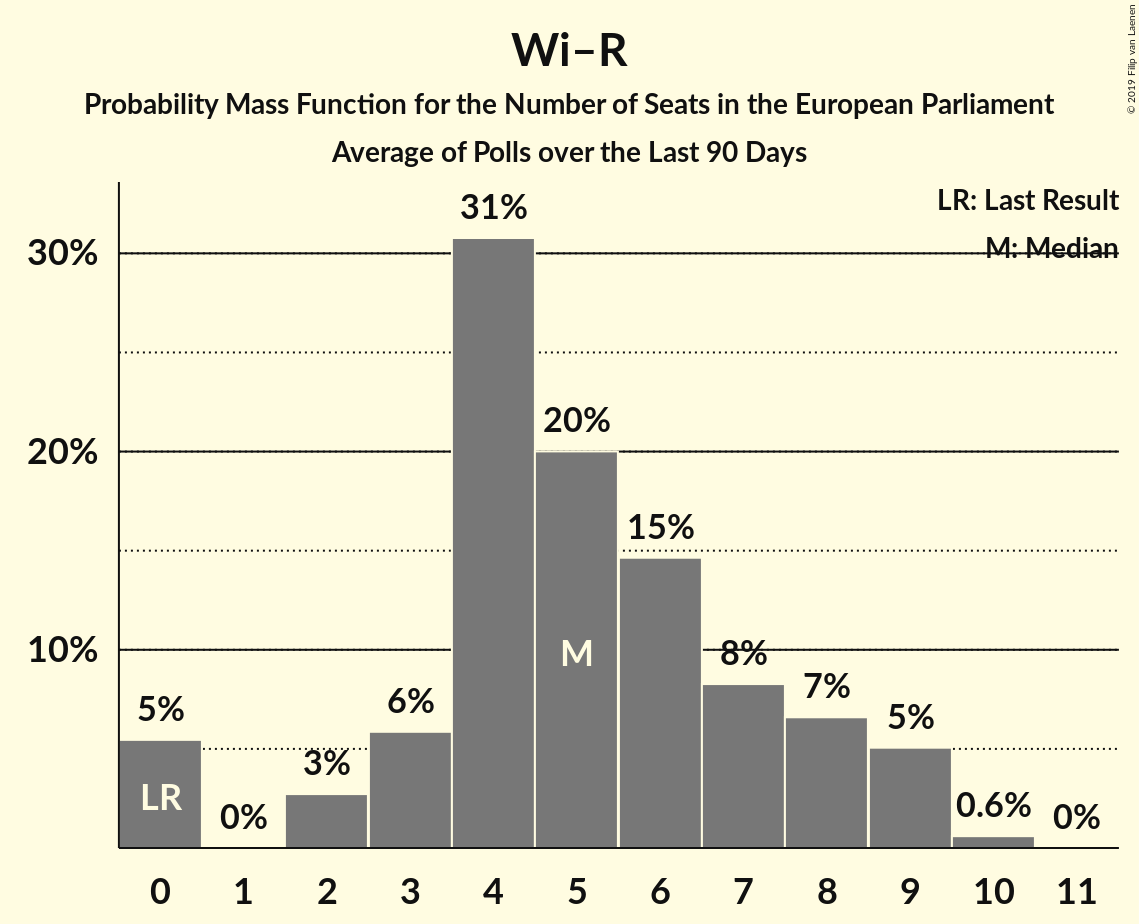 Wi–R
Probability Mass Function for the Number of Seats in the European Parliament
Average of Polls over the Last 90 Days
© 2019 Filip van Laenen
LR: Last Result
M: Median
30%
20%
10%
31%
20%
15%
8%
7%
5%
6%
5%
3%
0%
0.6%
0%
M
LR
0 1 2 3 4 5 6 7 8 9 10 11